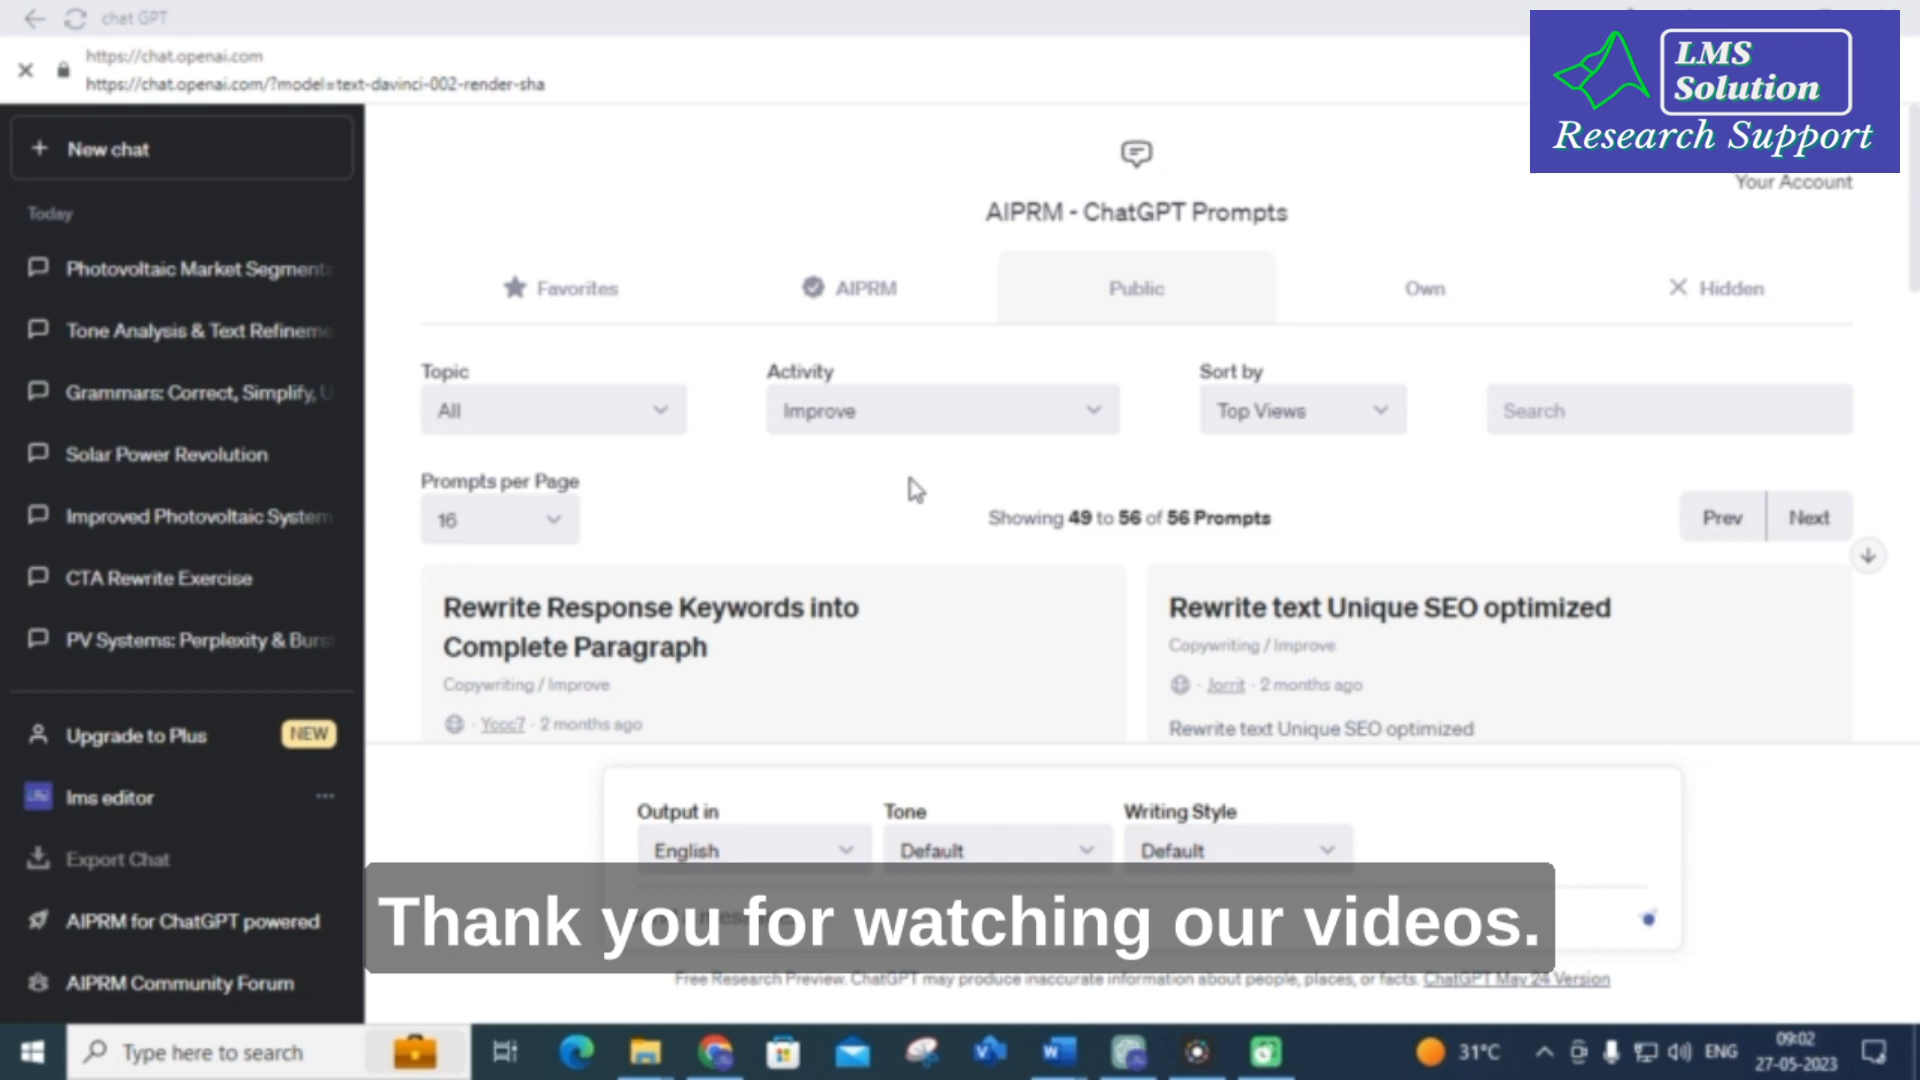 chat GPT
https://chat.openai.com
https://chat.openai.com/?model=text-davinci-002-render-sha
LMS
Solution
Research Support
New chat
Today
Photovoltaic Market Segment
Tone Analysis & Text Refineme
Grammars: Correct, Simplify, U
Solar Power Revolution
Improved Photovoltaic System
CTA Rewrite Exercise
PV Systems: Perplexity & Burs
Upgrade to Plus NEW
lms editor
Export Chat
AIPRM for ChatGPT powered
AIPRM Community Forum
Your Account
AIPRM - ChatGPT Prompts
Favorites AIPRM Public Own Hidden
Topic Activity Sort by
All Improve Top Views Search
Prompts per Page
16 Showing 49 to 56 of 56 Prompts Prev Next
Rewrite Response Keywords into
Complete Paragraph
Copywriting / Improve
· Yccc7 · 2 months ago
Rewrite text Unique SEO optimized
Copywriting / Improve
· Jorrit · 2 months ago
Rewrite text Unique SEO optimized
Output in Tone Writing Style
English Default Default
Thank you for watching our videos.
Free Research Preview. ChatGPT may produce inaccurate information about people, places, or facts. ChatGPT May 24 Version
Type here to search
31°C ENG
09:02
27-05-2023